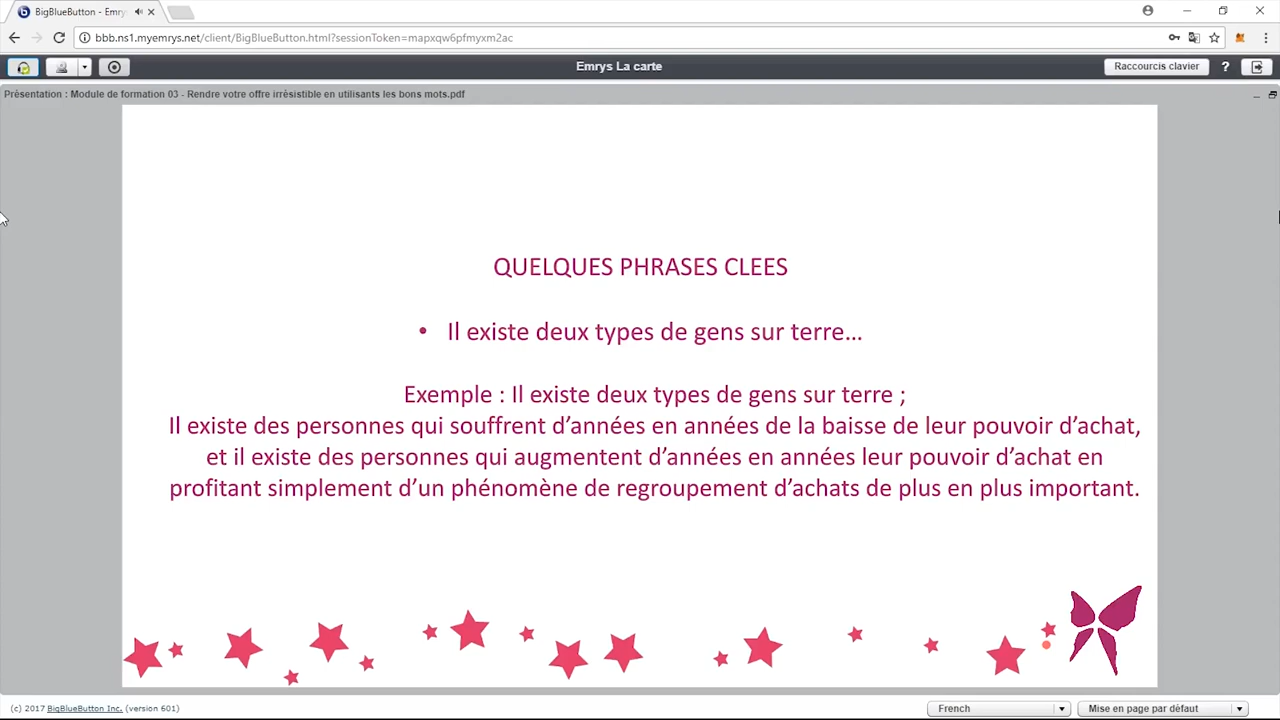 BigBlueButton - Emrys
bbb.ns1.myemrys.net/client/BigBlueButton.html?sessionToken=mapxqw6pfmyxm2ac
Emrys La carte
Raccourcis clavier
?
Présentation : Module de formation 03 - Rendre votre offre irrésistible en utilisants les bons mots.pdf
QUELQUES PHRASES CLEES
• Il existe deux types de gens sur terre…
Exemple : Il existe deux types de gens sur terre ;
Il existe des personnes qui souffrent d’années en années de la baisse de leur pouvoir d’achat,
et il existe des personnes qui augmentent d’années en années leur pouvoir d’achat en
profitant simplement d’un phénomène de regroupement d’achats de plus en plus important.
(c) 2017 BigBlueButton Inc. (version 601)
French
Mise en page par défaut